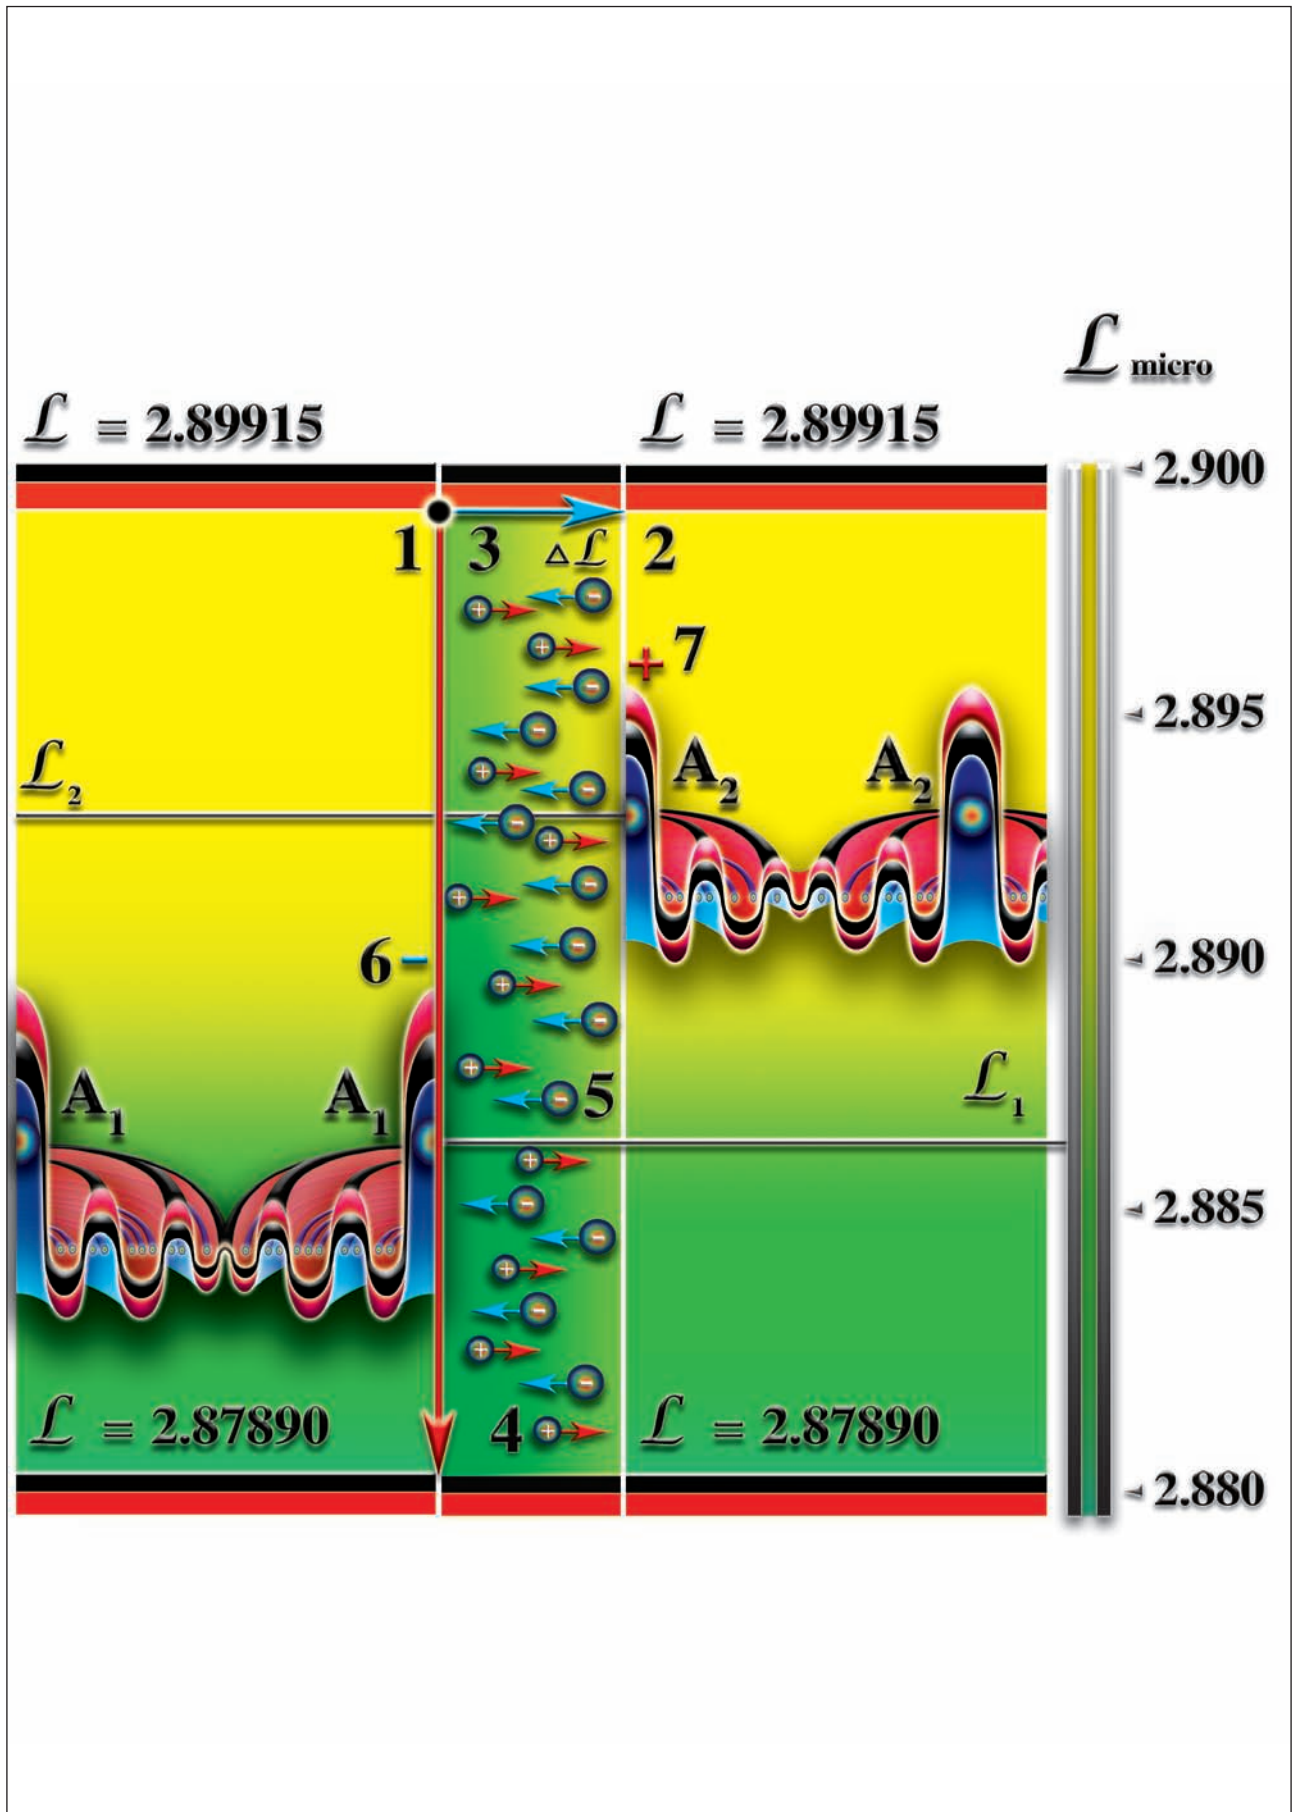 ℒ micro
ℒ = 2.89915
ℒ = 2.89915
2.900
1
3
△ℒ
2
+ 7
2.895
ℒ2
A2
A2
6 −
2.890
A1
A1
5
ℒ1
2.885
ℒ = 2.87890
4
ℒ = 2.87890
2.880